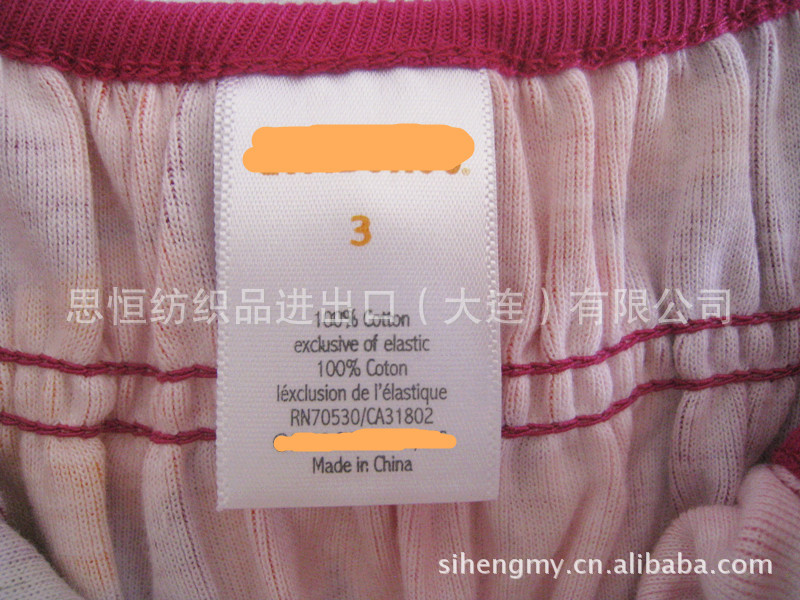 3
思恒纺织品进出口（大连）有限公司
100% Cotton
exclusive of elastic
100% Coton
léxclusion de l'élastique
RN70530/CA31802
Made in China
sihengmy.cn.alibaba.com